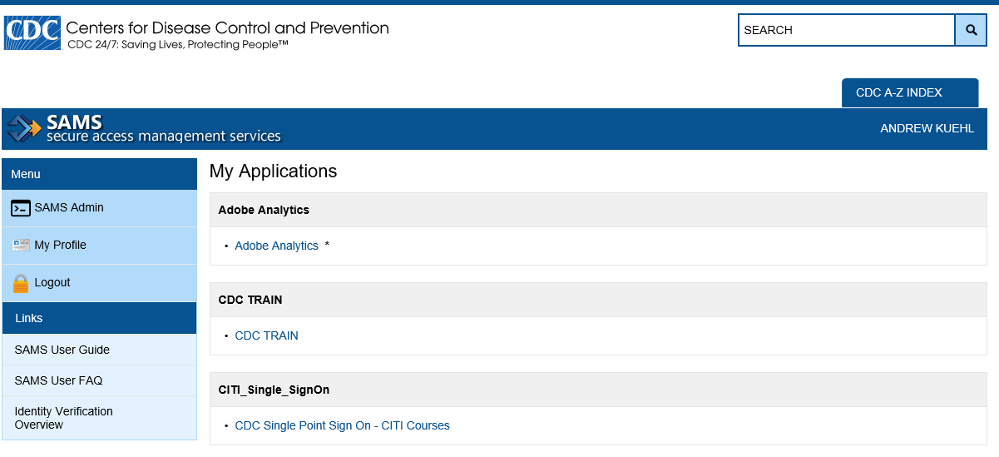 CDC Centers for Disease Control and Prevention
CDC 24/7: Saving Lives, Protecting People™
SEARCH
CDC A-Z INDEX
SAMS
secure access management services
ANDREW KUEHL
Menu
SAMS Admin
My Profile
Logout
Links
SAMS User Guide
SAMS User FAQ
Identity Verification
Overview
My Applications
Adobe Analytics
• Adobe Analytics *
CDC TRAIN
• CDC TRAIN
CITI_Single_SignOn
• CDC Single Point Sign On - CITI Courses